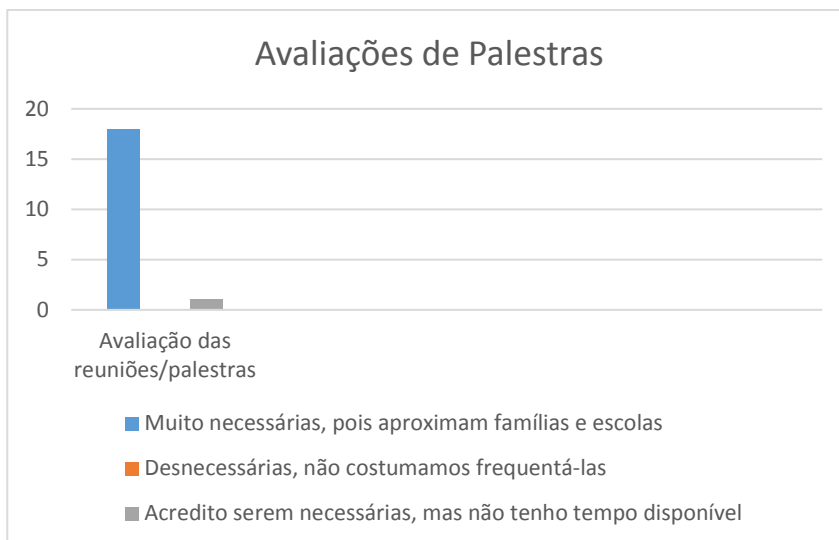 Avaliações de Palestras
20
15
10
5
0
Avaliação das
reuniões/palestras
Muito necessárias, pois aproximam famílias e escolas
Desnecessárias, não costumamos frequentá-las
Acredito serem necessárias, mas não tenho tempo disponível